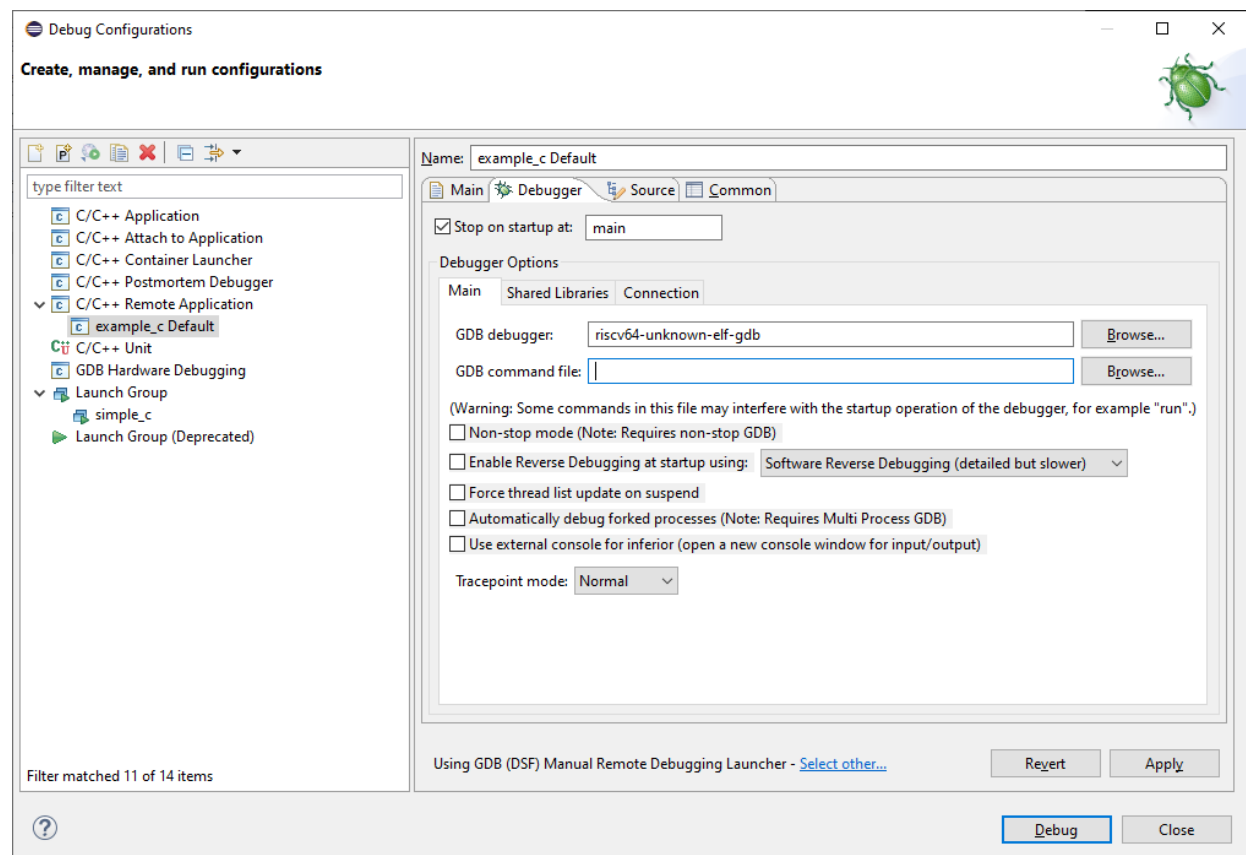 Debug Configurations
Create, manage, and run configurations
type filter text
C/C++ Application
C/C++ Attach to Application
C/C++ Container Launcher
C/C++ Postmortem Debugger
C/C++ Remote Application
example_c Default
C/C++ Unit
GDB Hardware Debugging
Launch Group
simple_c
Launch Group (Deprecated)
Filter matched 11 of 14 items
Name: example_c Default
Main Debugger Source Common
Stop on startup at: main
Debugger Options
Main Shared Libraries Connection
GDB debugger: riscv64-unknown-elf-gdb Browse...
GDB command file: Browse...
(Warning: Some commands in this file may interfere with the startup operation of the debugger, for example "run".)
Non-stop mode (Note: Requires non-stop GDB)
Enable Reverse Debugging at startup using: Software Reverse Debugging (detailed but slower)
Force thread list update on suspend
Automatically debug forked processes (Note: Requires Multi Process GDB)
Use external console for inferior (open a new console window for input/output)
Tracepoint mode: Normal
Using GDB (DSF) Manual Remote Debugging Launcher - Select other...
Revert Apply
Debug Close